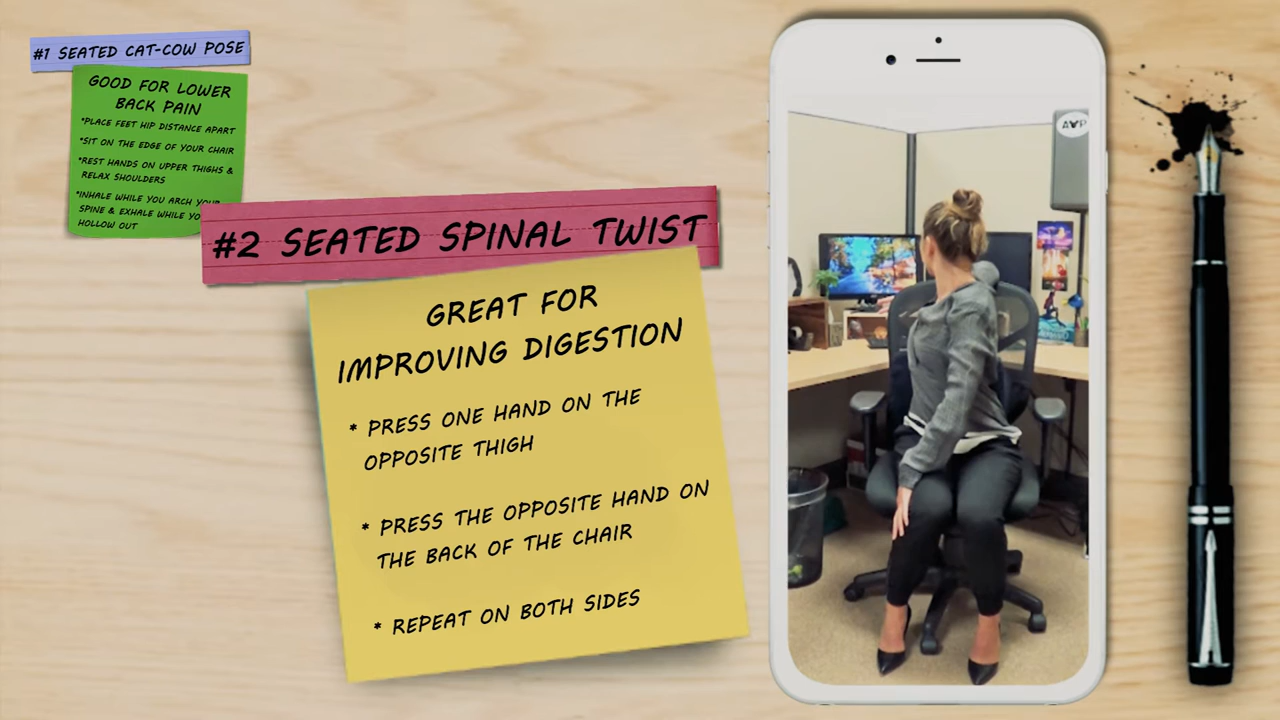 #1 SEATED CAT-COW POSE
GOOD FOR LOWER
BACK PAIN
*PLACE FEET HIP DISTANCE APART
*SIT ON THE EDGE OF YOUR CHAIR
*REST HANDS ON UPPER THIGHS &
RELAX SHOULDERS
*INHALE WHILE YOU ARCH YOUR
SPINE & EXHALE WHILE YO
HOLLOW OUT
#2 SEATED SPINAL TWIST
GREAT FOR
IMPROVING DIGESTION
* PRESS ONE HAND ON THE
OPPOSITE THIGH
* PRESS THE OPPOSITE HAND ON
THE BACK OF THE CHAIR
* REPEAT ON BOTH SIDES